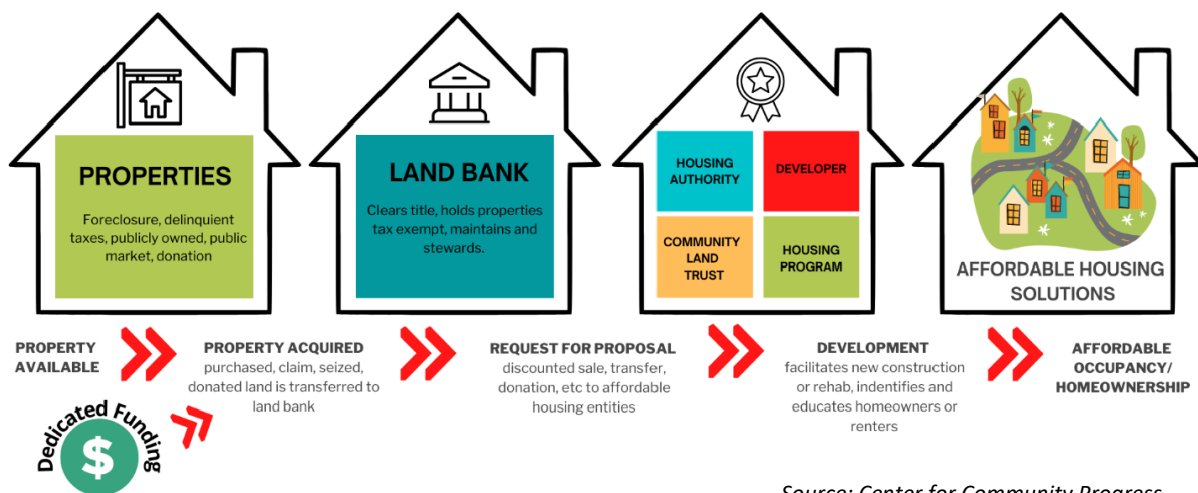 PROPERTIES
Foreclosure, delinquient
taxes, publicly owned, public
market, donation
LAND BANK
Clears title, holds properties
tax exempt, maintains and
stewards.
HOUSING
AUTHORITY
DEVELOPER
COMMUNITY
LAND
TRUST
HOUSING
PROGRAM
AFFORDABLE HOUSING
SOLUTIONS
PROPERTY
AVAILABLE
PROPERTY ACQUIRED
purchased, claim, seized,
donated land is transferred to
land bank
REQUEST FOR PROPOSAL
discounted sale, transfer,
donation, etc to affordable
housing entities
DEVELOPMENT
facilitates new construction
or rehab, indentifies and
educates homeowners or
renters
AFFORDABLE
OCCUPANCY/
HOMEOWNERSHIP
Dedicated Funding
$
Source: Center for Community Progress